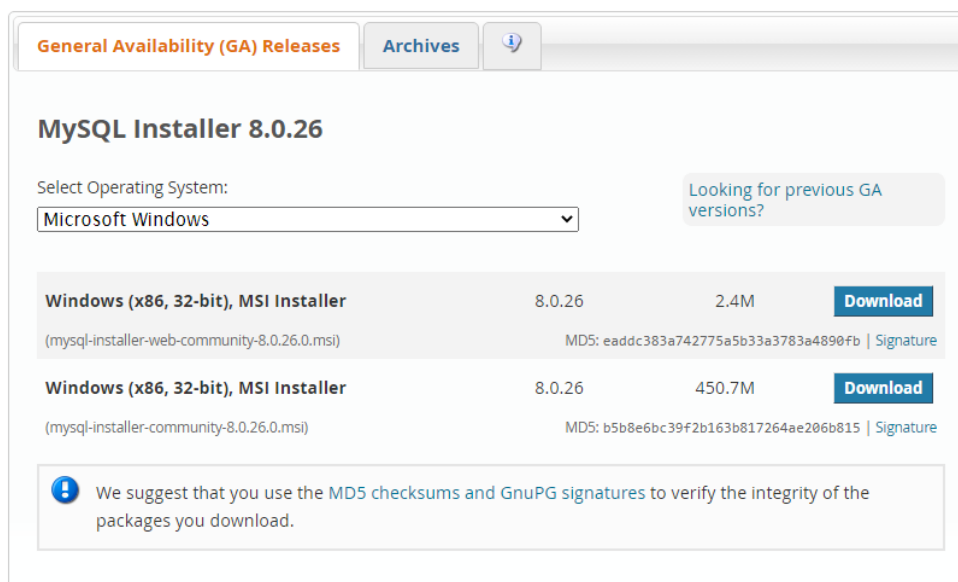 General Availability (GA) Releases
Archives
MySQL Installer 8.0.26
Select Operating System:
Looking for previous GA
versions?
Microsoft Windows
Windows (x86, 32-bit), MSI Installer 8.0.26 2.4M Download
(mysql-installer-web-community-8.0.26.0.msi) MD5: eaddc383a742775a5b33a3783a4890fb | Signature
Windows (x86, 32-bit), MSI Installer 8.0.26 450.7M Download
(mysql-installer-community-8.0.26.0.msi) MD5: b5b8e6bc39f2b163b817264ae206b815 | Signature
We suggest that you use the MD5 checksums and GnuPG signatures to verify the integrity of the
packages you download.